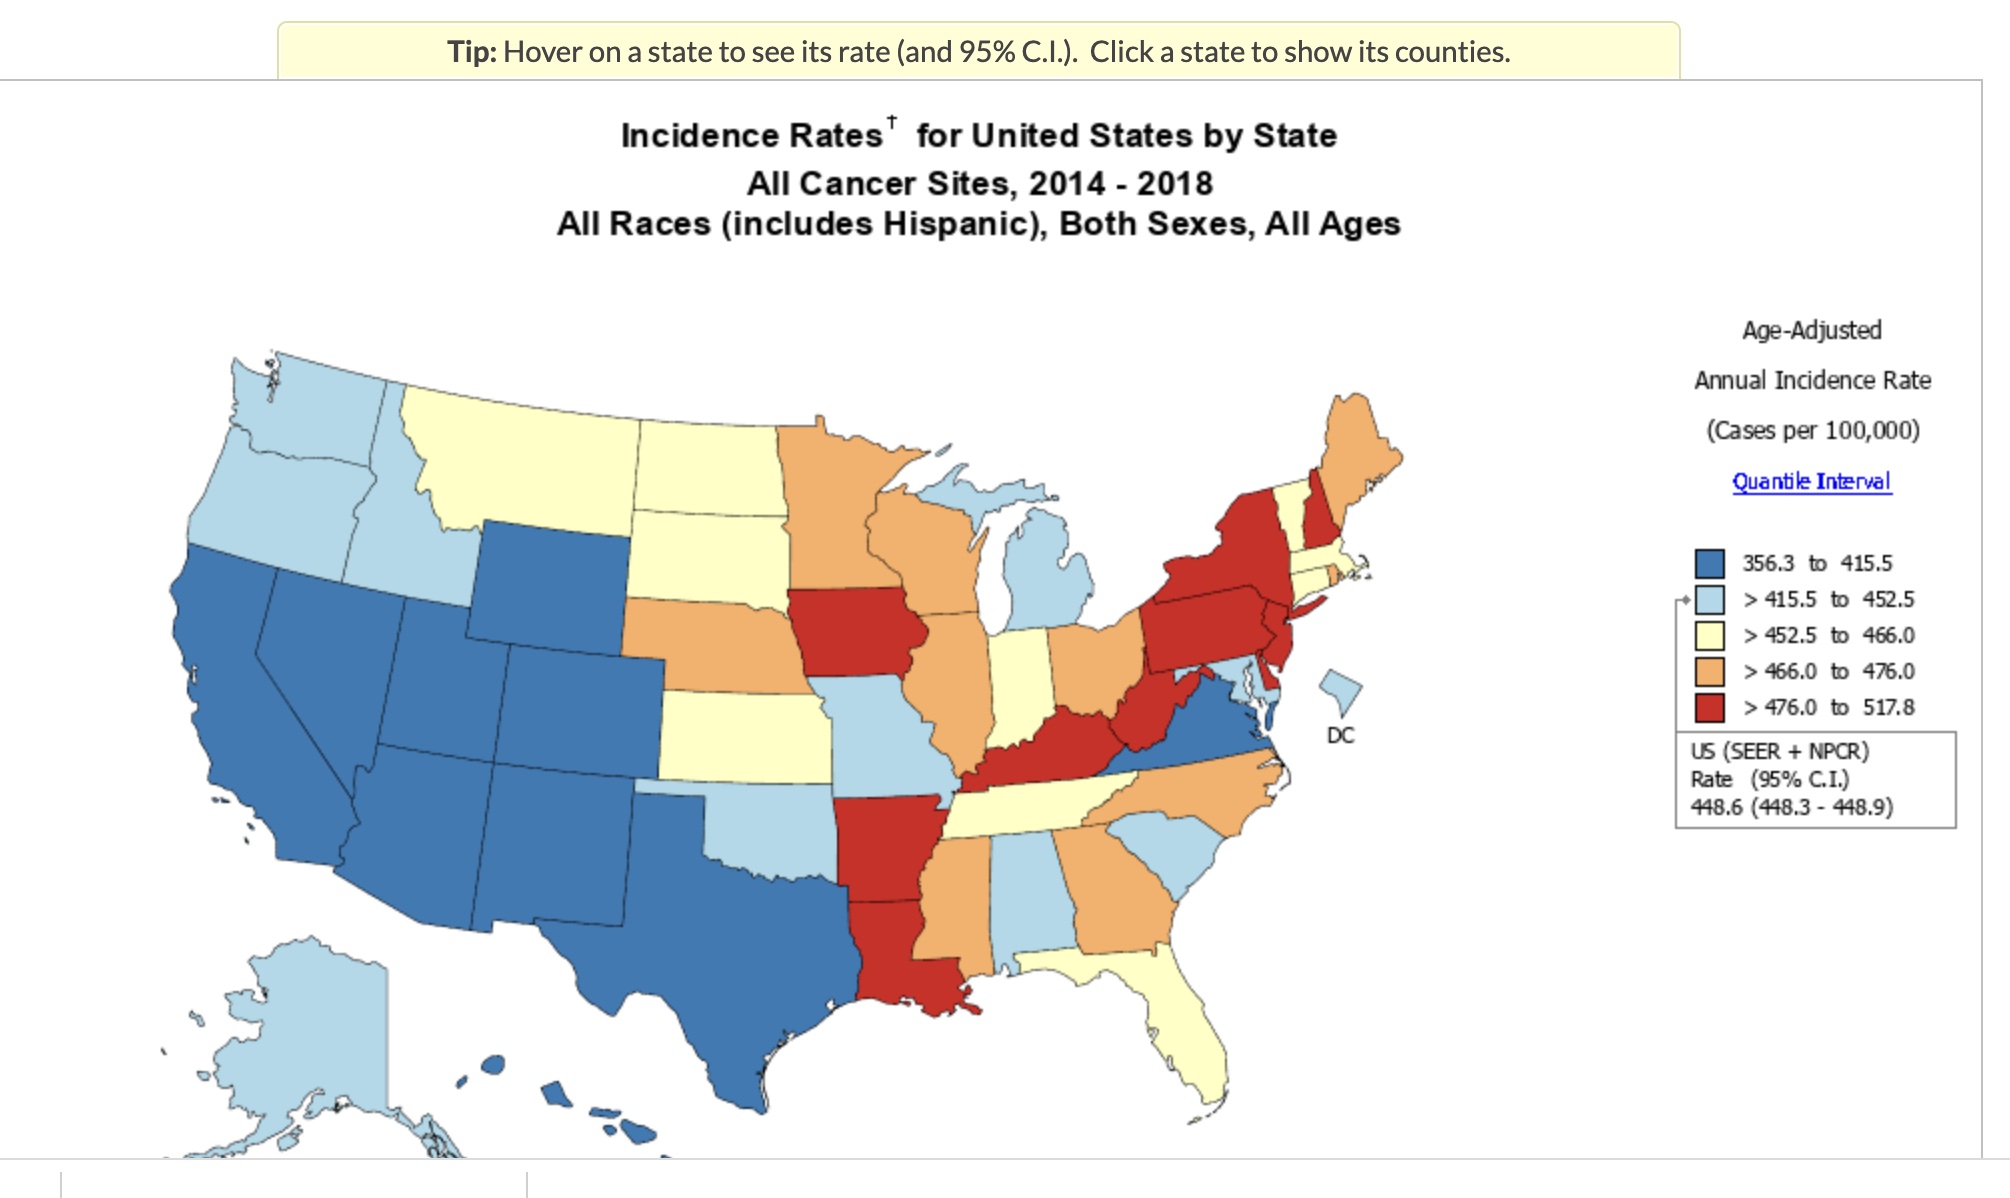 Tip: Hover on a state to see its rate (and 95% C.I.). Click a state to show its counties.
Incidence Rates† for United States by State
All Cancer Sites, 2014 - 2018
All Races (includes Hispanic), Both Sexes, All Ages
Age-Adjusted
Annual Incidence Rate
(Cases per 100,000)
Quantile Interval
356.3 to 415.5
> 415.5 to 452.5
> 452.5 to 466.0
> 466.0 to 476.0
> 476.0 to 517.8
US (SEER + NPCR)
Rate (95% C.I.)
448.6 (448.3 - 448.9)
DC